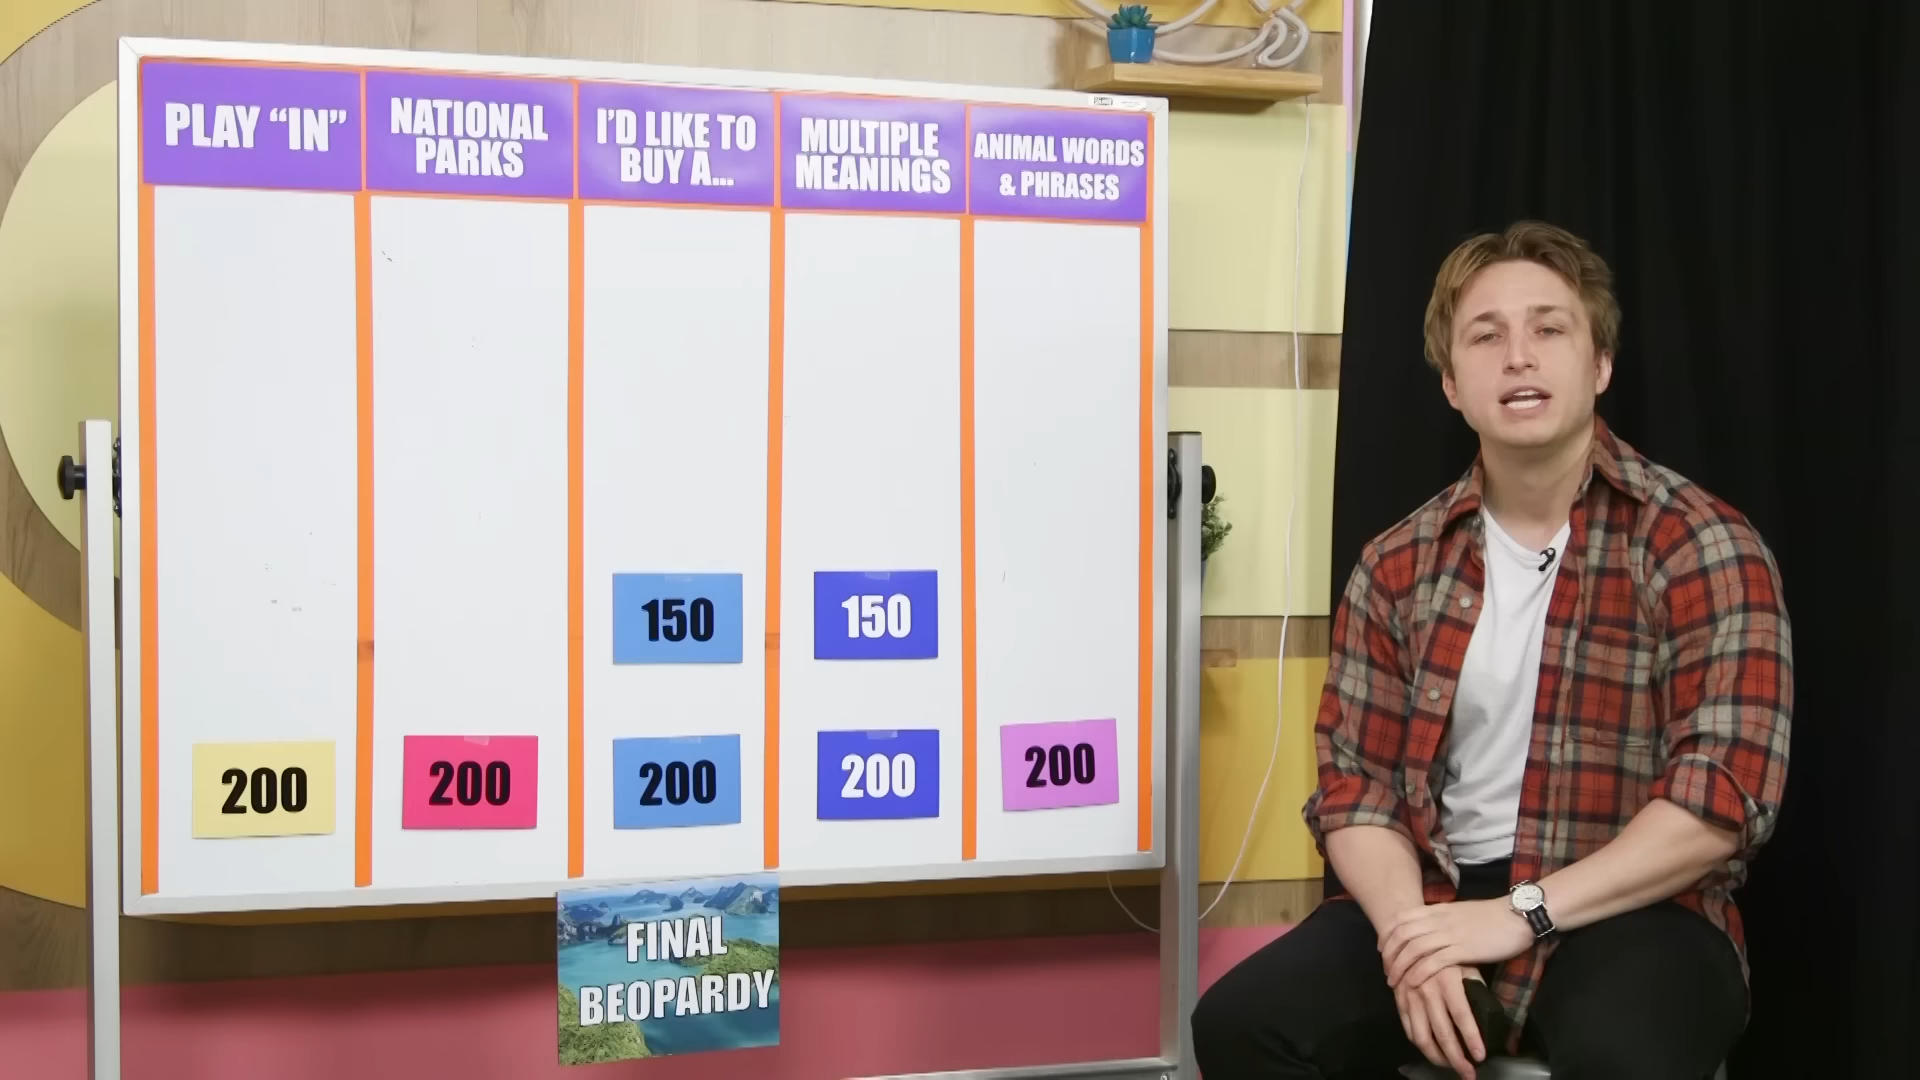 PLAY “IN”
NATIONAL
PARKS
I’D LIKE TO
BUY A...
MULTIPLE
MEANINGS
ANIMAL WORDS
& PHRASES
150
150
200
200
200
200
200
FINAL
BEOPARDY